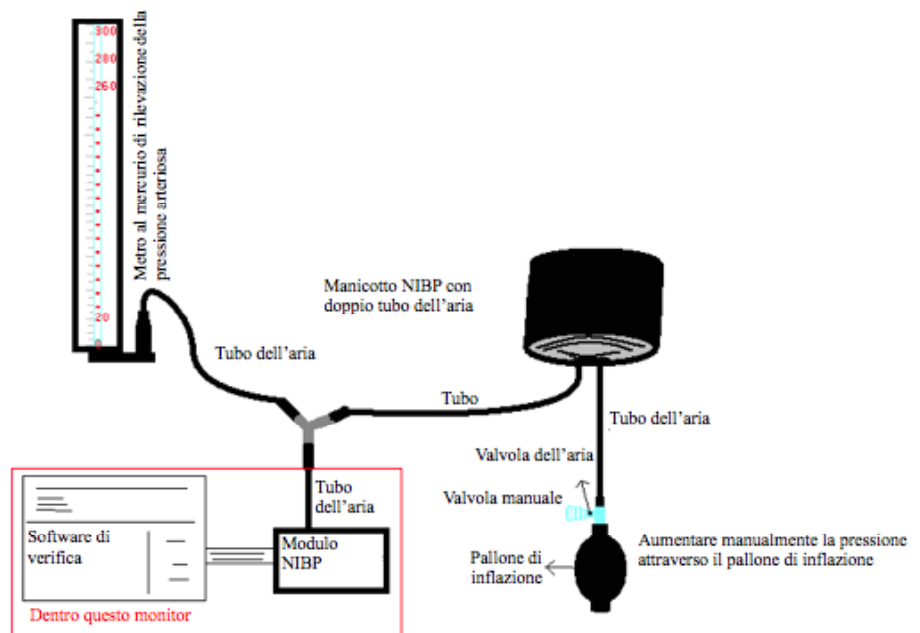 300
280
260
20
0
Metro al mercurio di rilevazione della
pressione arteriosa
Manicotto NIBP con
doppio tubo dell'aria
Tubo dell'aria
Tubo
Tubo dell'aria
Valvola dell'aria
Valvola manuale
Tubo
dell'aria
Software di
verifica
Modulo
NIBP
Pallone di
inflazione
Aumentare manualmente la pressione
attraverso il pallone di inflazione
Dentro questo monitor